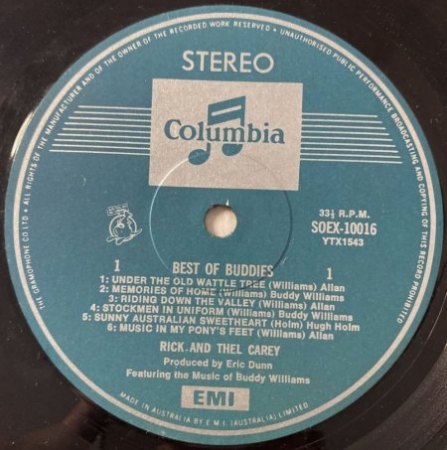 THE GRAMOPHONE CO LTD • ALL RIGHTS OF THE MANUFACTURER AND OF THE OWNER OF THE RECORDED WORK RESERVED • UNAUTHORISED PUBLIC PERFORMANCE BROADCASTING AND COPYING OF THIS RECORD PROHIBITED
STEREO
Columbia
33⅓ R.P.M.
SOEX-10016
YTX1543
1 BEST OF BUDDIES 1
1: UNDER THE OLD WATTLE TREE (Williams) Allan
2: MEMORIES OF HOME (Williams) Buddy Williams
3: RIDING DOWN THE VALLEY (Williams) Allan
4: STOCKMEN IN UNIFORM (Williams) Allan
5: SUNNY AUSTRALIAN SWEETHEART (Holm) Hugh Holm
6: MUSIC IN MY PONY'S FEET (Williams) Allan
RICK AND THEL CAREY
Produced by Eric Dunn
Featuring the Music of Buddy Williams
EMI
MADE IN AUSTRALIA BY E.M.I. (AUSTRALIA) LIMITED